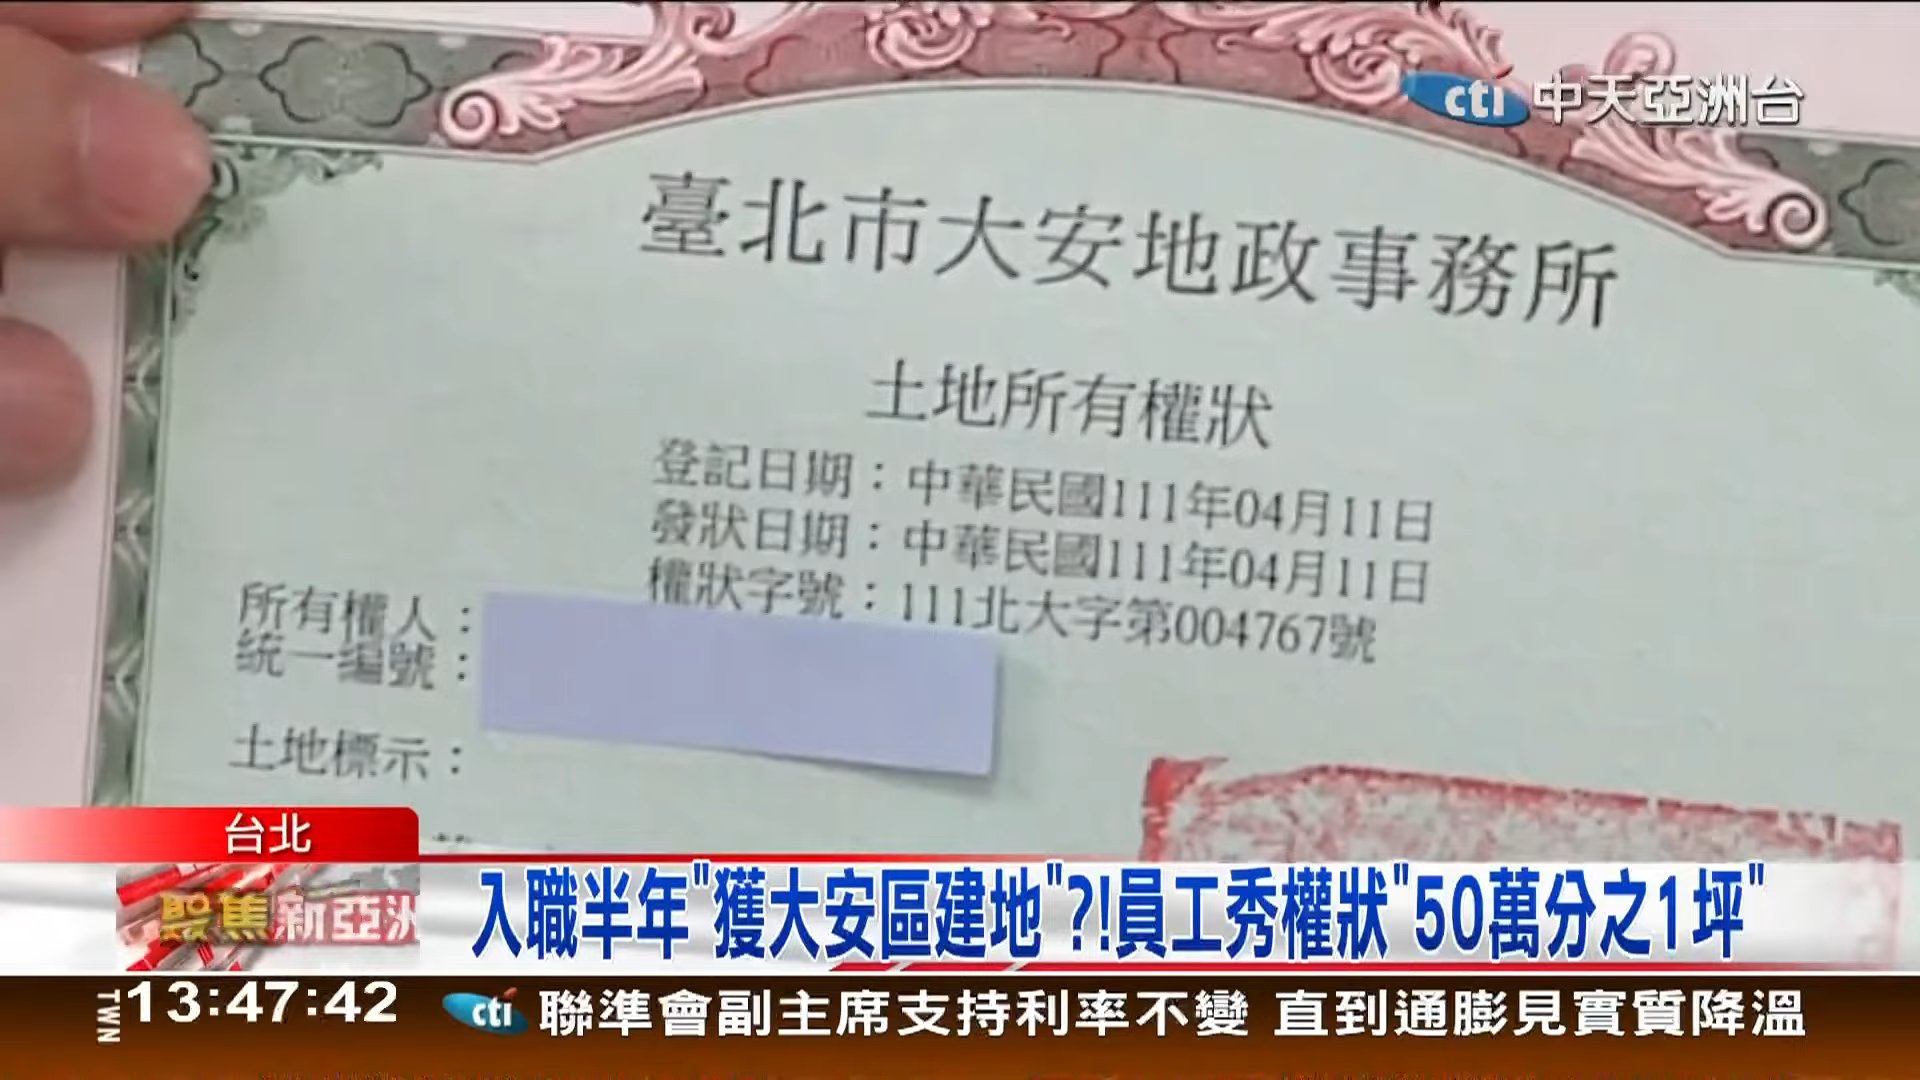 cti 中天亞洲台
臺北市大安地政事務所
土地所有權狀
登記日期：中華民國111年04月11日
發狀日期：中華民國111年04月11日
權狀字號：111北大字第004767號
所有權人：
統一編號：
土地標示：
台北
聚焦新亞洲
入職半年"獲大安區建地"?!員工秀權狀"50萬分之1坪"
TWN 13:47:42
cti 聯準會副主席支持利率不變 直到通膨見實質降溫